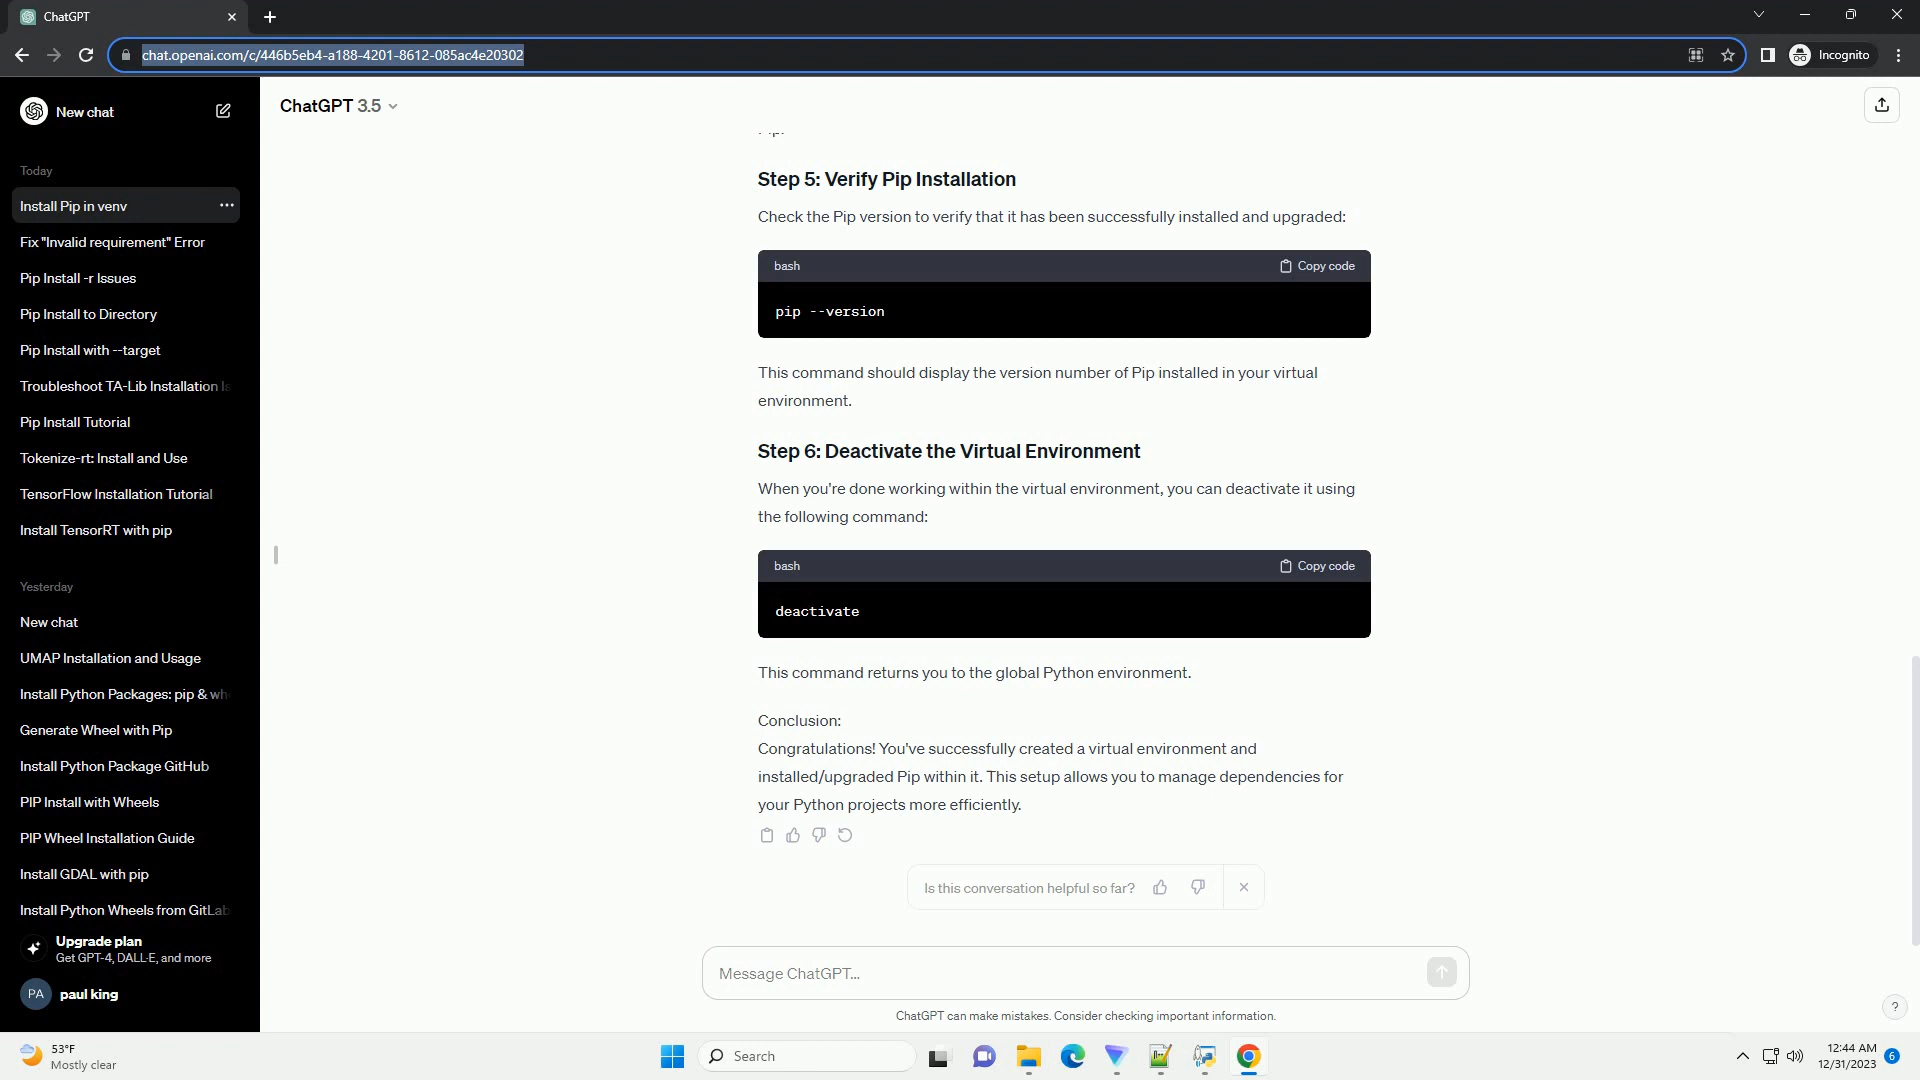 ChatGPT
chat.openai.com/c/446b5eb4-a188-4201-8612-085ac4e20302
Incognito
New chat
Today
Install Pip in venv
Fix "Invalid requirement" Error
Pip Install -r Issues
Pip Install to Directory
Pip Install with --target
Troubleshoot TA-Lib Installation Is
Pip Install Tutorial
Tokenize-rt: Install and Use
TensorFlow Installation Tutorial
Install TensorRT with pip
Yesterday
New chat
UMAP Installation and Usage
Install Python Packages: pip & wh
Generate Wheel with Pip
Install Python Package GitHub
PIP Install with Wheels
PIP Wheel Installation Guide
Install GDAL with pip
Install Python Wheels from GitLab
Upgrade plan
Get GPT-4, DALL·E, and more
PA paul king
ChatGPT 3.5
Step 5: Verify Pip Installation
Check the Pip version to verify that it has been successfully installed and upgraded:
bash Copy code
pip --version
This command should display the version number of Pip installed in your virtual
environment.
Step 6: Deactivate the Virtual Environment
When you're done working within the virtual environment, you can deactivate it using
the following command:
bash Copy code
deactivate
This command returns you to the global Python environment.
Conclusion:
Congratulations! You've successfully created a virtual environment and
installed/upgraded Pip within it. This setup allows you to manage dependencies for
your Python projects more efficiently.
Is this conversation helpful so far?
Message ChatGPT...
ChatGPT can make mistakes. Consider checking important information.
?
53°F
Mostly clear
Search
12:44 AM
12/31/2023
6